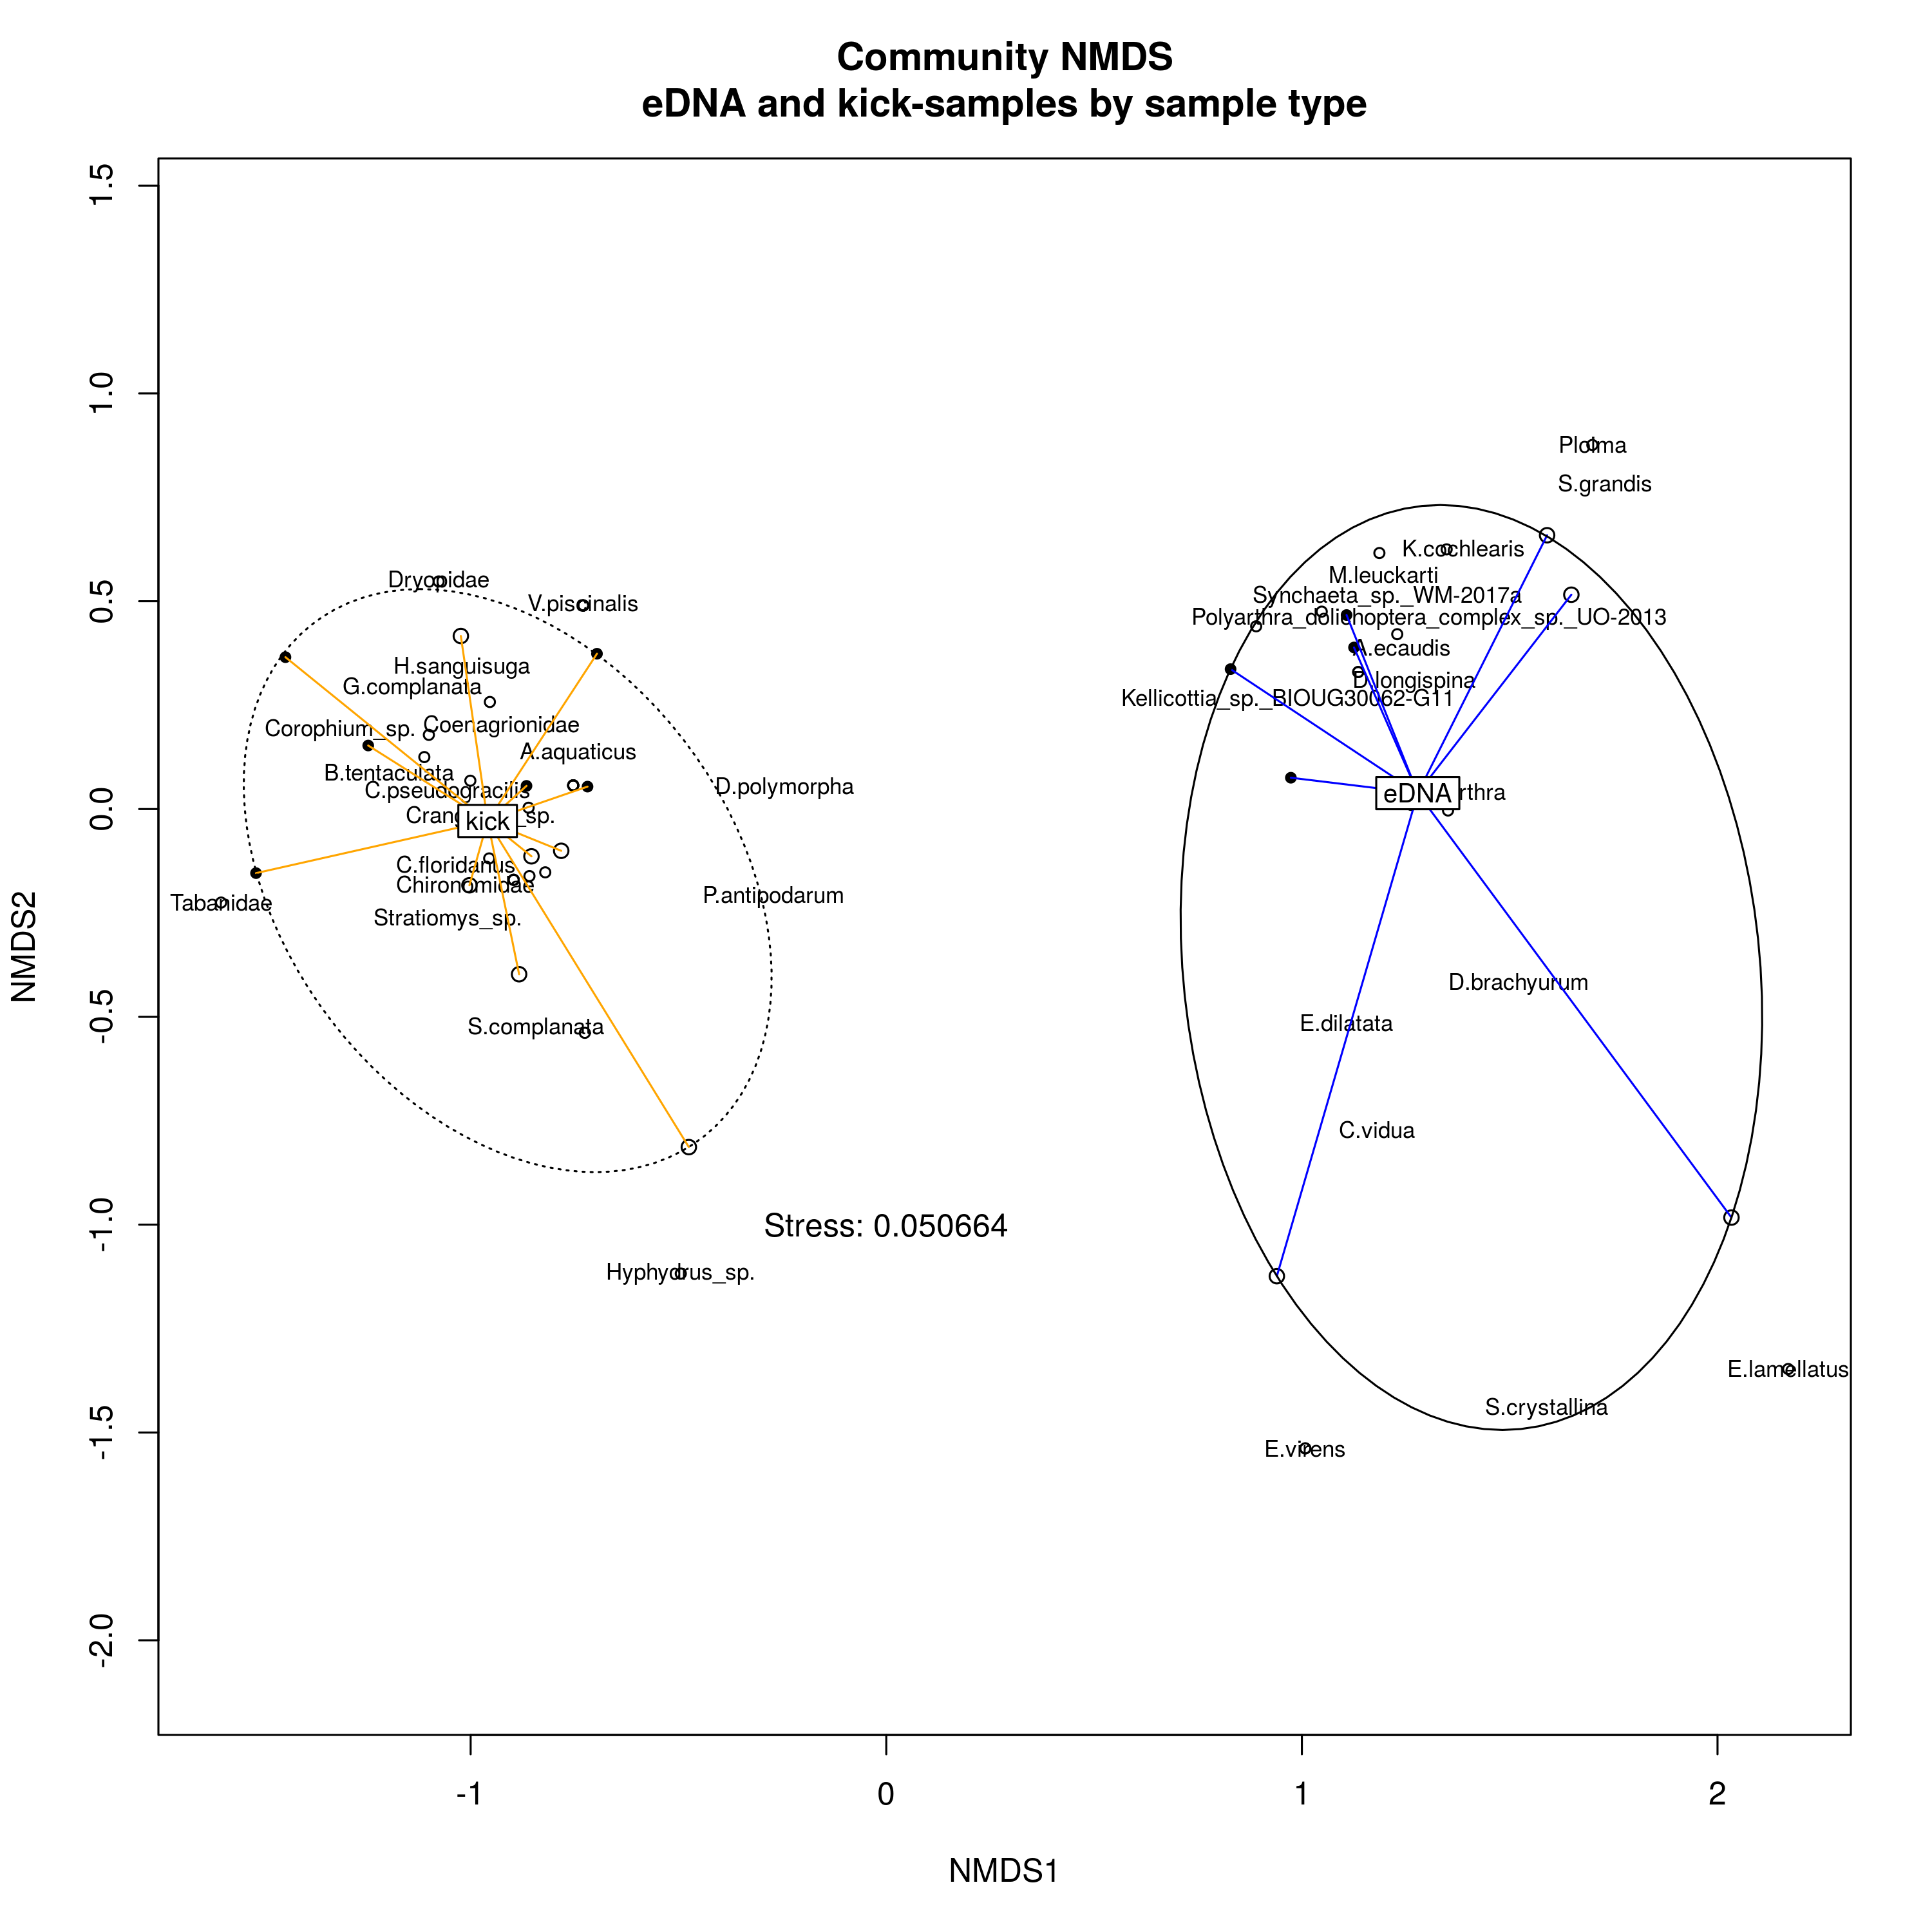 Community NMDS
eDNA and kick-samples by sample type
1.5
1.0
0.5
0.0
-0.5
-1.0
-1.5
-2.0
NMDS2
Ploima
S.grandis
K.cochlearis
M.leuckarti
Synchaeta_sp._WM-2017a
Polyarthra_dolichoptera_complex_sp._UO-2013
A.ecaudis
D.longispina
Kellicottia_sp._BIOUG30062-G11
eDNA
rthra
Dryopidae
V.piscinalis
H.sanguisuga
G.complanata
Coenagrionidae
Corophium_sp.
A.aquaticus
B.tentaculata
D.polymorpha
C.pseudogracilis
Crang
_sp.
kick
C.floridanus
Chironomidae
P.antipodarum
Tabanidae
Stratiomys_sp.
D.brachyurum
E.dilatata
S.complanata
C.vidua
Stress: 0.050664
Hyphydrus_sp.
E.lamellatus
S.crystallina
E.virens
-1
0
1
2
NMDS1